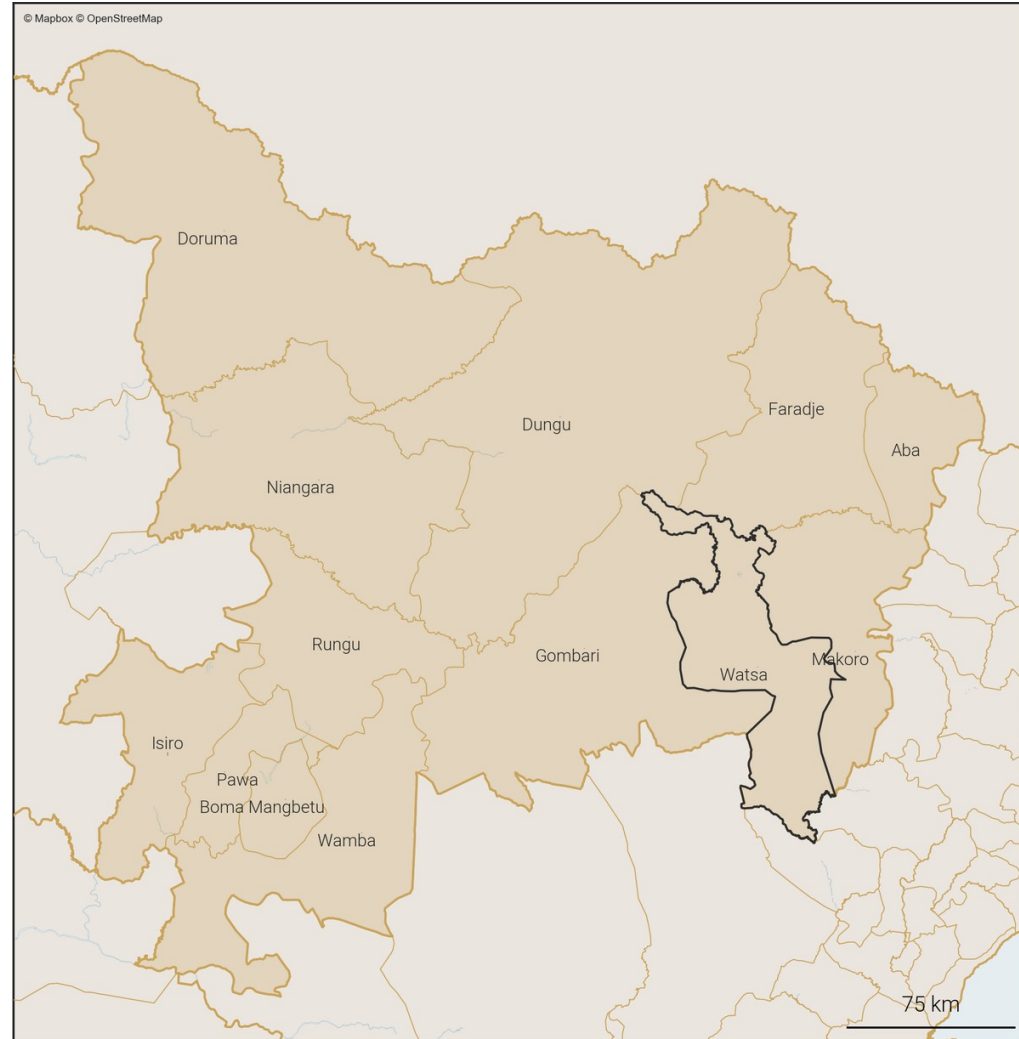 © Mapbox © OpenStreetMap
Doruma
Faradje
Dungu
Aba
Niangara
Rungu
Gombari
Makoro
Watsa
Isiro
Pawa
Boma Mangbetu
Wamba
75 km